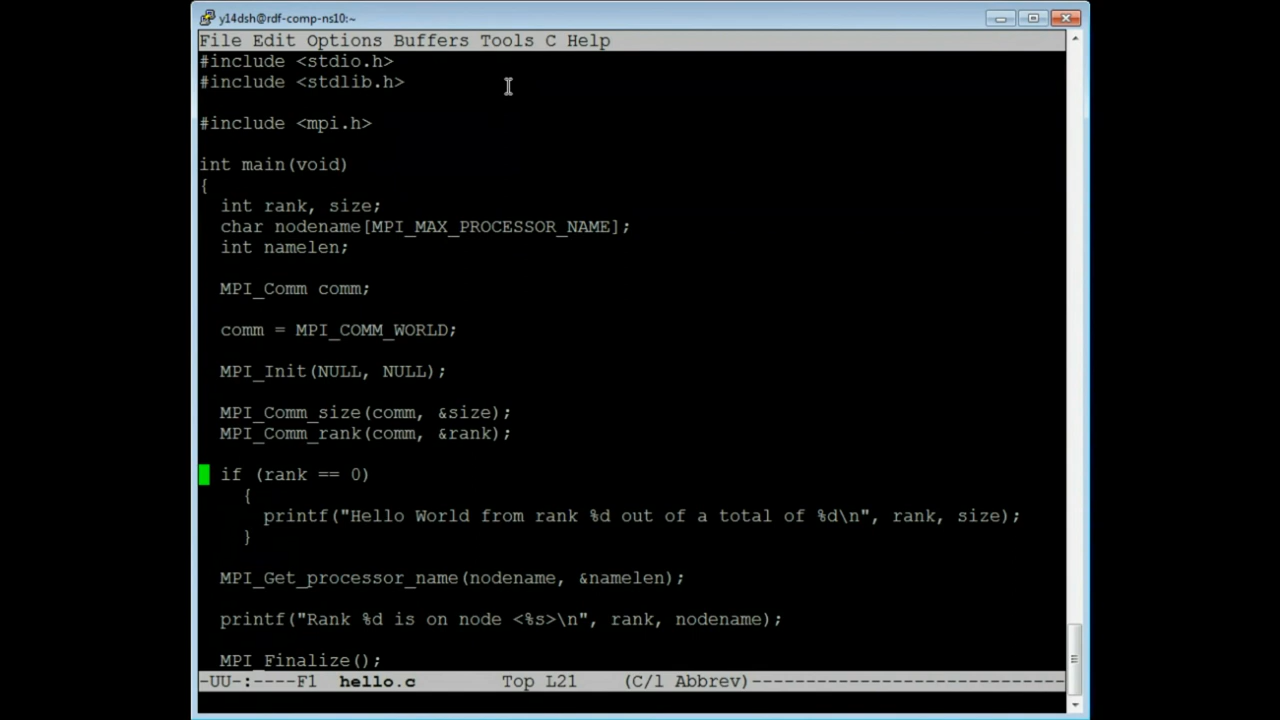 y14dsh@rdf-comp-ns10:~
File Edit Options Buffers Tools C Help
#include <stdio.h>
#include <stdlib.h>
#include <mpi.h>
int main(void)
{
int rank, size;
char nodename[MPI_MAX_PROCESSOR_NAME];
int namelen;
MPI_Comm comm;
comm = MPI_COMM_WORLD;
MPI_Init(NULL, NULL);
MPI_Comm_size(comm, &size);
MPI_Comm_rank(comm, &rank);
if (rank == 0)
{
printf("Hello World from rank %d out of a total of %d\n", rank, size);
}
MPI_Get_processor_name(nodename, &namelen);
printf("Rank %d is on node <%s>\n", rank, nodename);
MPI_Finalize();
-UU-:----F1 hello.c Top L21 (C/l Abbrev)-----------------------------